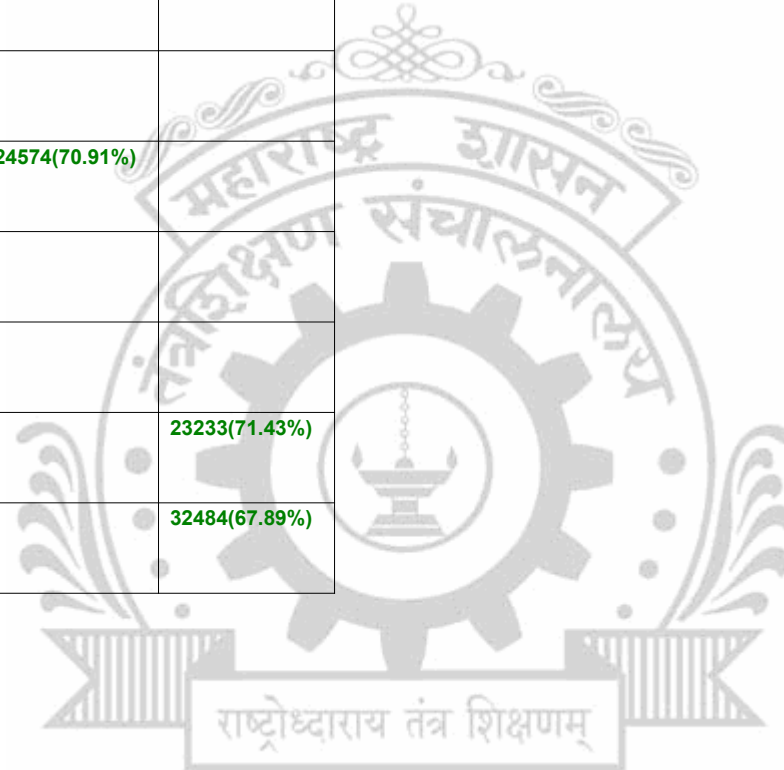 महाराष्ट्र शासन
24574(70.91%)
तंत्रशिक्षण संचालनालय
23233(71.43%)
32484(67.89%)
राष्ट्रोध्दाराय तंत्र शिक्षणम्